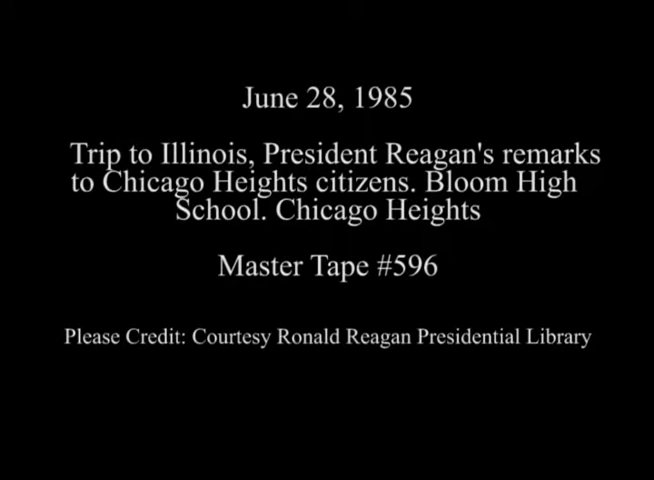 June 28, 1985
Trip to Illinois, President Reagan's remarks
to Chicago Heights citizens. Bloom High
School. Chicago Heights
Master Tape #596
Please Credit: Courtesy Ronald Reagan Presidential Library